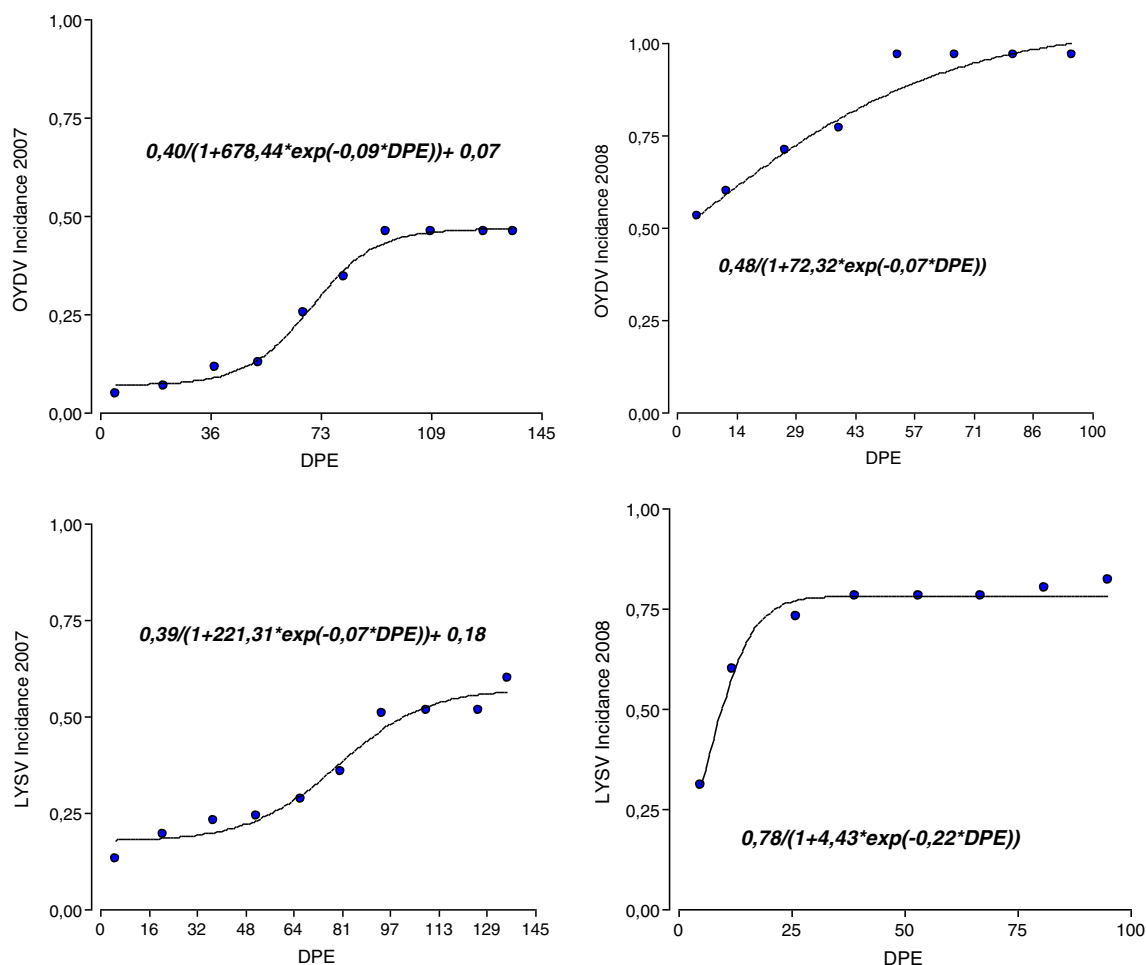 1,00
0,75
0,50
0,25
0,00
OYDV Incidance 2007
0,40/(1+678,44*exp(-0,09*DPE))+ 0,07
0 36 73 109 145
DPE
1,00
0,75
0,50
0,25
0,00
OYDV Incidance 2008
0,48/(1+72,32*exp(-0,07*DPE))
0 14 29 43 57 71 86 100
DPE
1,00
0,75
0,50
0,25
0,00
LYSV Incidance 2007
0,39/(1+221,31*exp(-0,07*DPE))+ 0,18
0 16 32 48 64 81 97 113 129 145
DPE
1,00
0,75
0,50
0,25
0,00
LYSV Incidance 2008
0,78/(1+4,43*exp(-0,22*DPE))
0 25 50 75 100
DPE